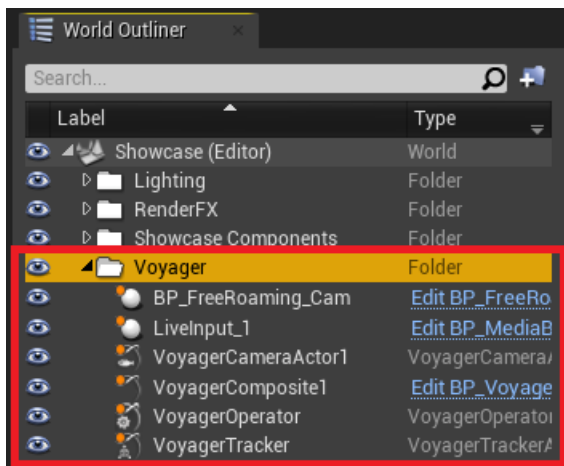 World Outliner
Search...
Label Type
Showcase (Editor) World
Lighting Folder
RenderFX Folder
Showcase Components Folder
Voyager Folder
BP_FreeRoaming_Cam Edit BP_FreeRo
LiveInput_1 Edit BP_MediaB
VoyagerCameraActor1 VoyagerCameraA
VoyagerComposite1 Edit BP_Voyage
VoyagerOperator VoyagerOperator
VoyagerTracker VoyagerTrackerA